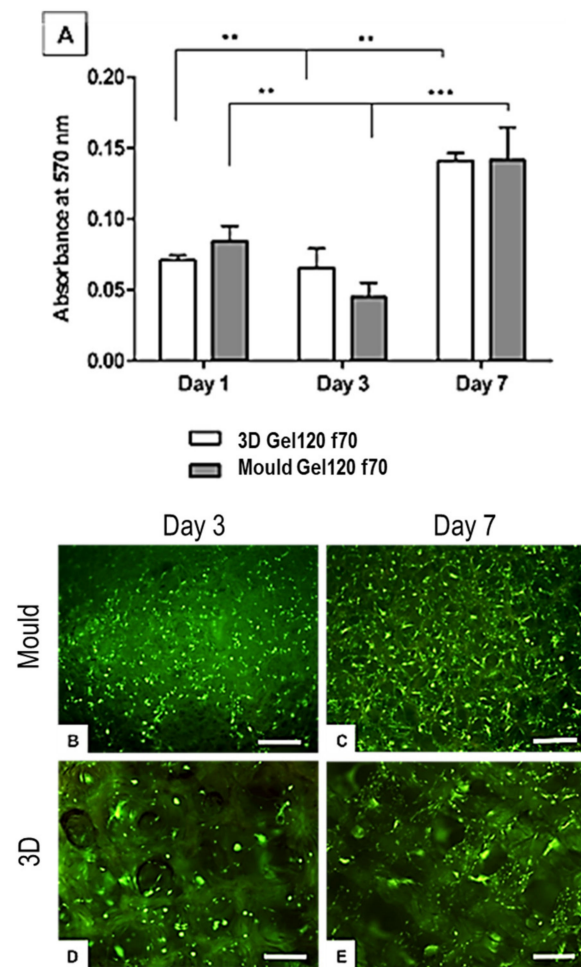 A
** **
** ***
Absorbance at 570 nm
0.20
0.15
0.10
0.05
0.00
Day 1 Day 3 Day 7
3D Gel120 f70
Mould Gel120 f70
Day 3 Day 7
Mould
B C
3D
D E